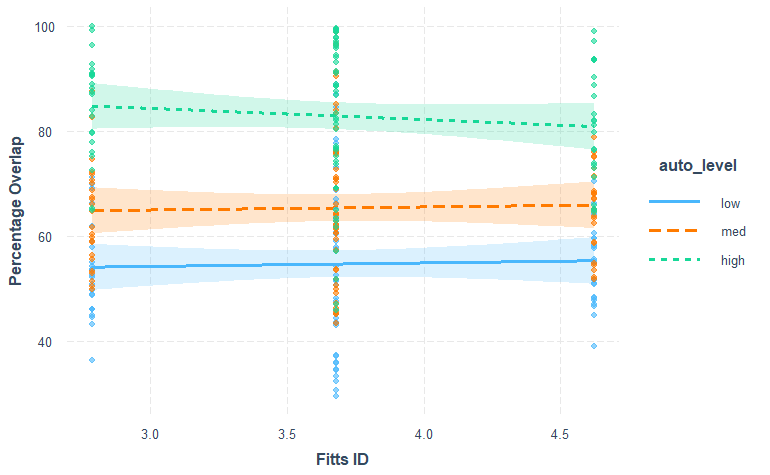 100
80
60
40
Percentage Overlap
3.0 3.5 4.0 4.5
Fitts ID
auto_level
low
med
high